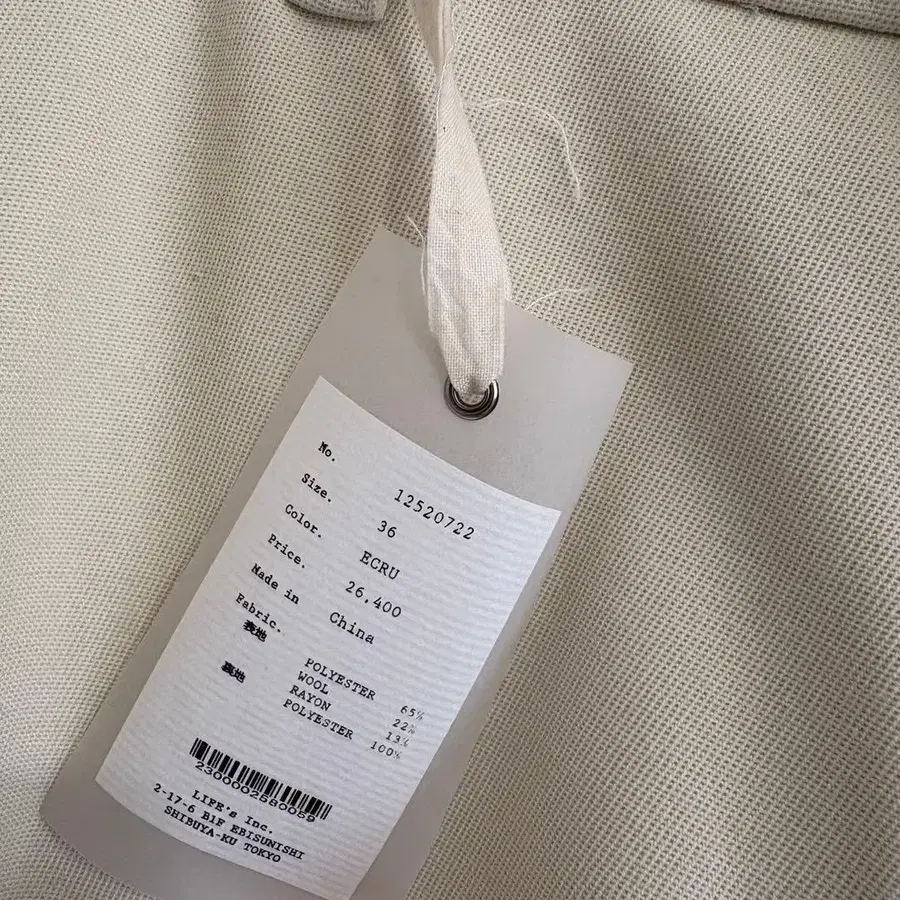 No. 12520722
Size. 36
Color. ECRU
Price. 26,400
Made in China
Fabric.
表地 POLYESTER 65%
WOOL 22%
RAYON 13%
裏地 POLYESTER 100%
2300002580059
LIFE's Inc.
2-17-6 B1F EBISUNISHI
SHIBUYA-KU TOKYO